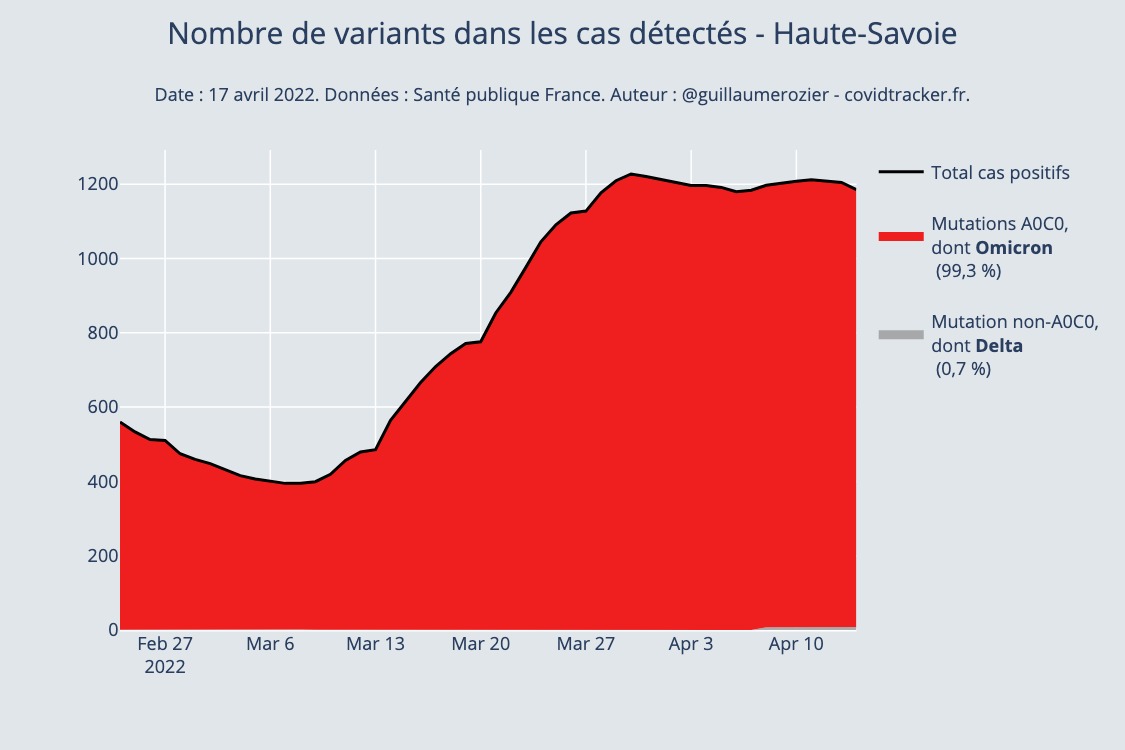 Nombre de variants dans les cas détectés - Haute-Savoie
Date : 17 avril 2022. Données : Santé publique France. Auteur : @guillaumerozier - covidtracker.fr.
Total cas positifs
Mutations A0C0,
dont Omicron
(99,3 %)
Mutation non-A0C0,
dont Delta
(0,7 %)
1200
1000
800
600
400
200
0
Feb 27 Mar 6 Mar 13 Mar 20 Mar 27 Apr 3 Apr 10
2022